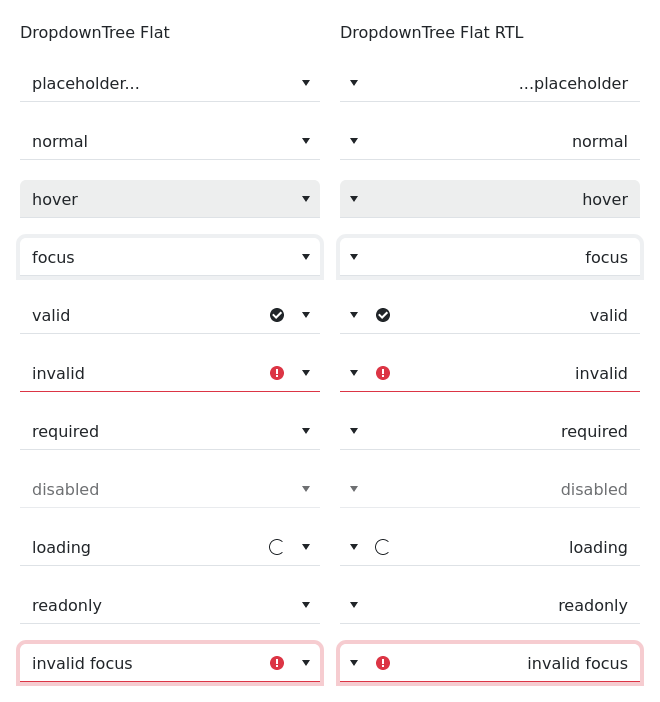 DropdownTree Flat
placeholder...
normal
hover
focus
valid
invalid
required
disabled
loading
readonly
invalid focus
DropdownTree Flat RTL
...placeholder
normal
hover
focus
valid
invalid
required
disabled
loading
readonly
invalid focus